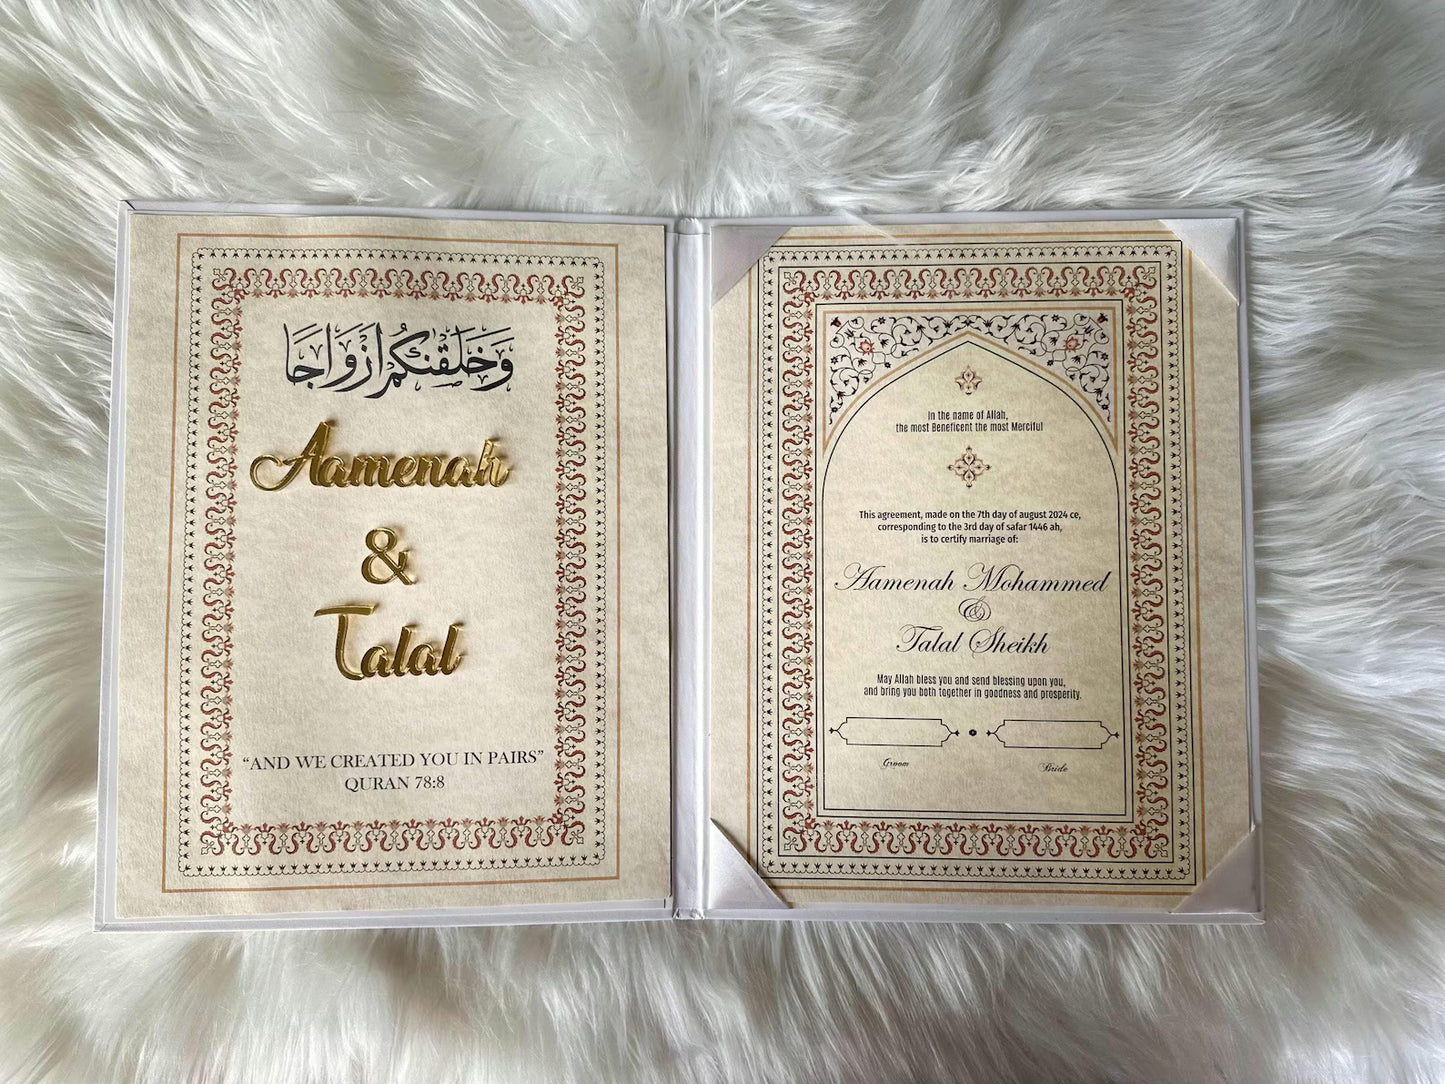 وَخَلَقْنَٰكُمْ أَزْوَاجًا
Aamenah
&
Talal
“AND WE CREATED YOU IN PAIRS”
QURAN 78:8
In the name of Allah,
the most Beneficent the most Merciful
This agreement, made on the 7th day of august 2024 ce,
corresponding to the 3rd day of safar 1446 ah,
is to certify marriage of:
Aamenah Mohammed
&
Talal Sheikh
May Allah bless you and send blessing upon you,
and bring you both together in goodness and prosperity.
Groom
Bride